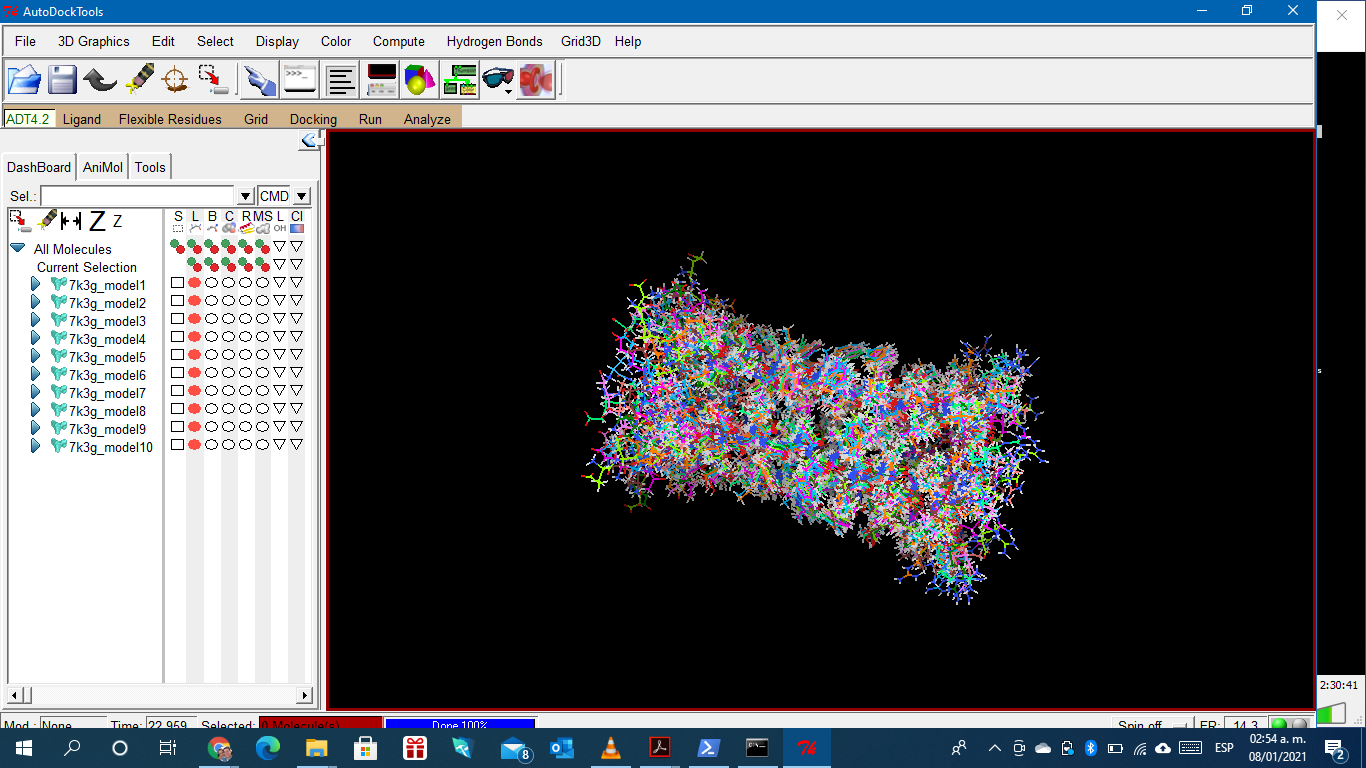 AutoDockTools
File 3D Graphics Edit Select Display Color Compute Hydrogen Bonds Grid3D Help
>>>_
ADT4.2 Ligand Flexible Residues Grid Docking Run Analyze
DashBoard AniMol Tools
Sel.: CMD
Z Z
S L B C R MS L Cl
OH
All Molecules
Current Selection
7k3g_model1
7k3g_model2
7k3g_model3
7k3g_model4
7k3g_model5
7k3g_model6
7k3g_model7
7k3g_model8
7k3g_model9
7k3g_model10
s
2:30:41
Mod.: None Time: 22.959 Selected: 0 Molecule(s) Done 100% Spin off FR: 14.3
8 ESP 02:54 a. m.
08/01/2021
2